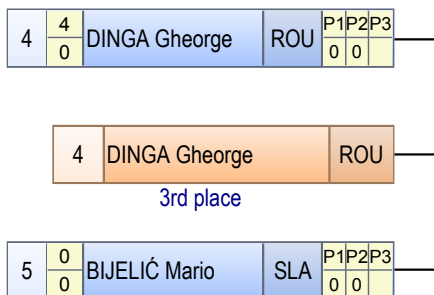 4 4 DINGA Gheorge ROU P1 P2 P3
0 0 0
4 DINGA Gheorge ROU
3rd place
5 0 BIJELIĆ Mario SLA P1 P2 P3
0 0 0